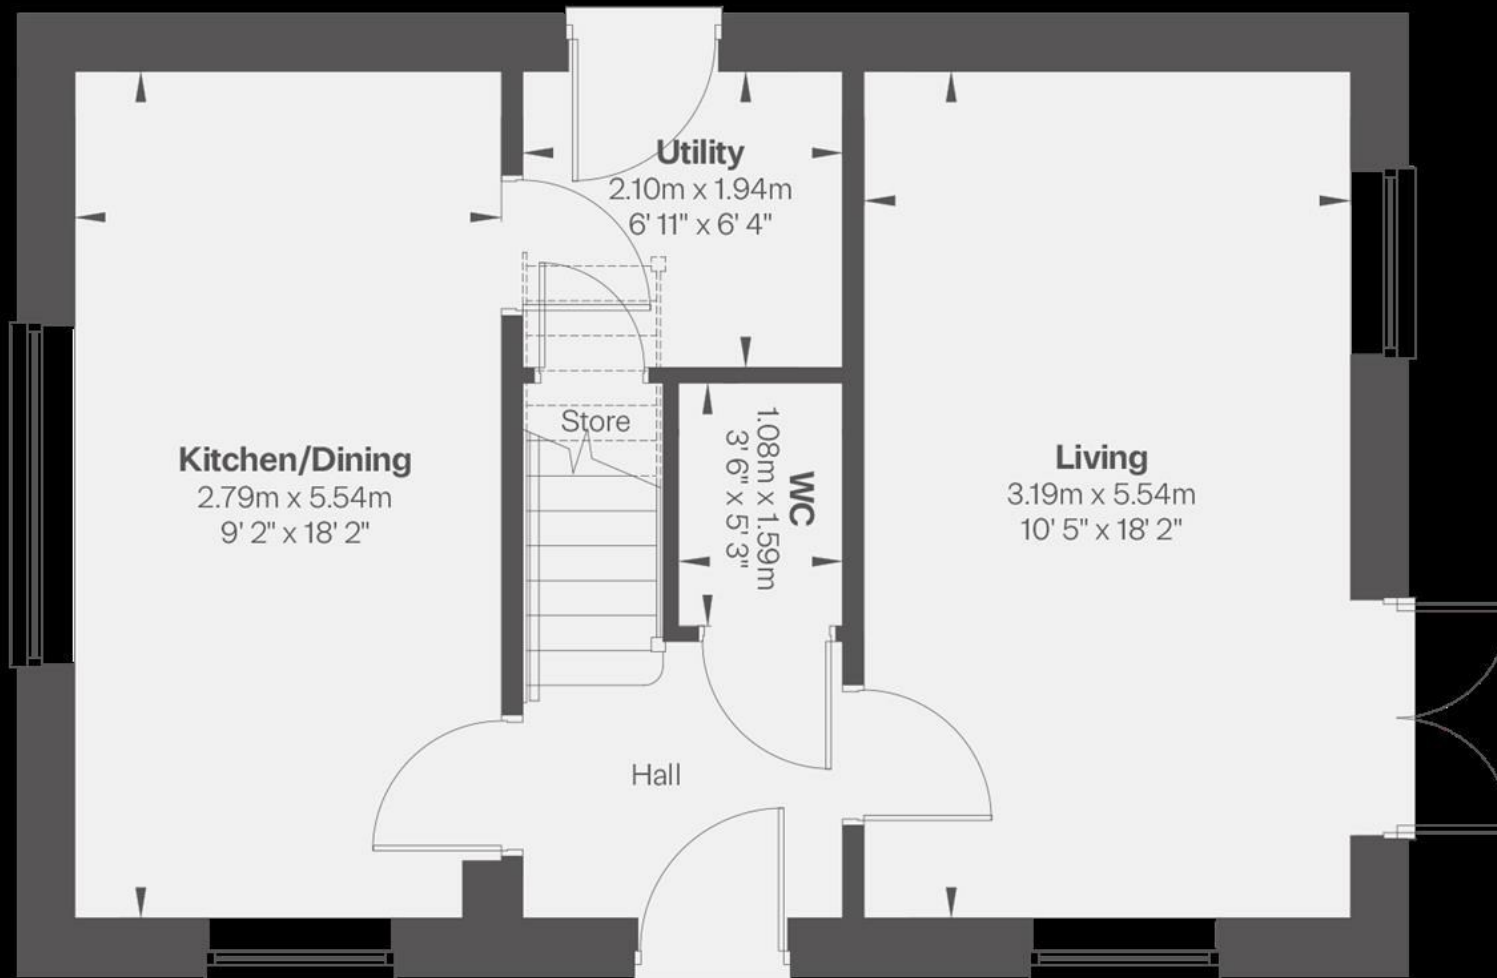 Utility
2.10m x 1.94m
6' 11" x 6' 4"
Store
Kitchen/Dining
2.79m x 5.54m
9' 2" x 18' 2"
WC
1.08m x 1.59m
3' 6" x 5' 3"
Living
3.19m x 5.54m
10' 5" x 18' 2"
Hall